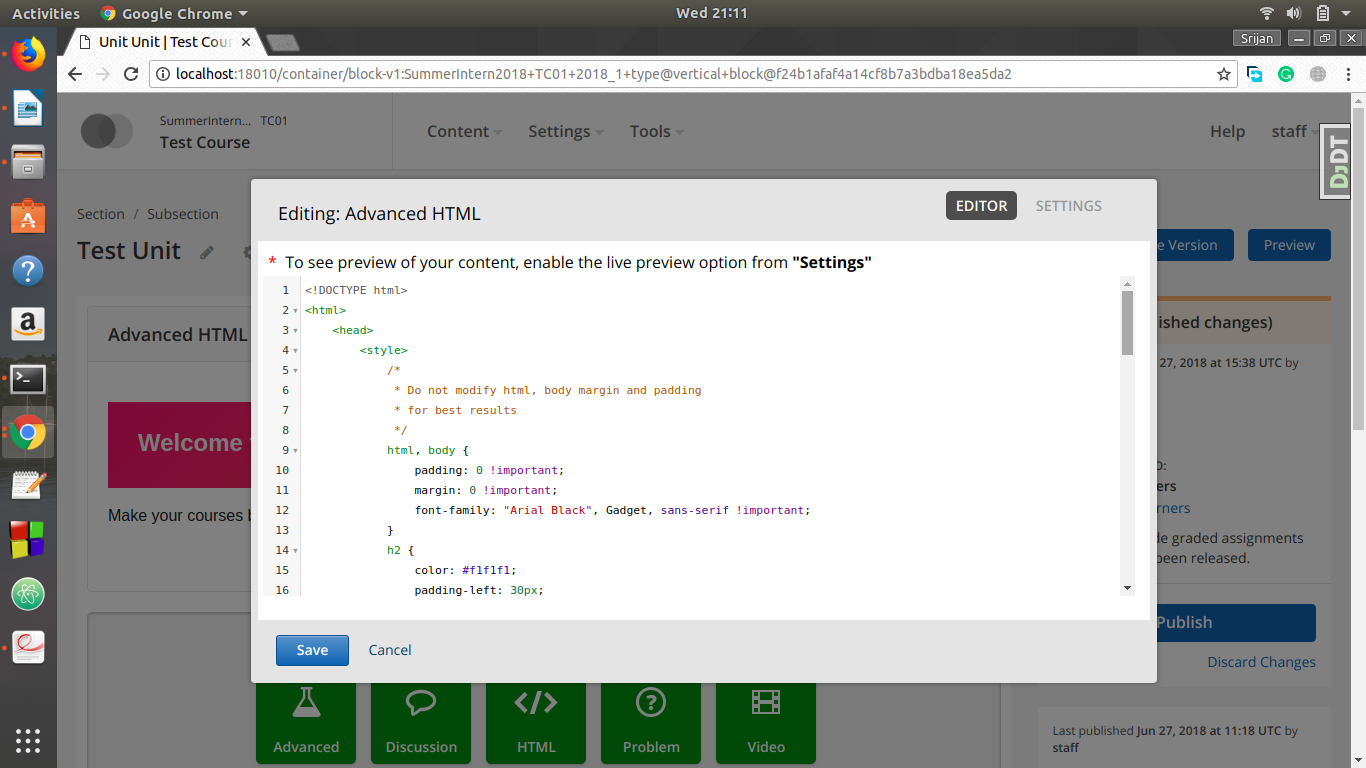 Activities Google Chrome Wed 21:11
Unit Unit | Test Cour Srijan
localhost:18010/container/block-v1:SummerIntern2018+TC01+2018_1+type@vertical+block@f24b1afaf4a14cf8b7a3bdba18ea5da2
SummerIntern... TC01
Test Course
Content Settings Tools Help staff
DJDT
Section / Subsection
Test Unit
e Version Preview
Editing: Advanced HTML EDITOR SETTINGS
* To see preview of your content, enable the live preview option from "Settings"
1 <!DOCTYPE html>
2 <html>
3 <head>
4 <style>
5 /*
6 * Do not modify html, body margin and padding
7 * for best results
8 */
9 html, body {
10 padding: 0 !important;
11 margin: 0 !important;
12 font-family: "Arial Black", Gadget, sans-serif !important;
13 }
14 h2 {
15 color: #f1f1f1;
16 padding-left: 30px;
Save Cancel
Advanced HTML
Welcome
Make your courses
ished changes)
27, 2018 at 15:38 UTC by
ers
rners
de graded assignments
been released.
Publish
Discard Changes
Last published Jun 27, 2018 at 11:18 UTC by
staff
Advanced Discussion HTML Problem Video